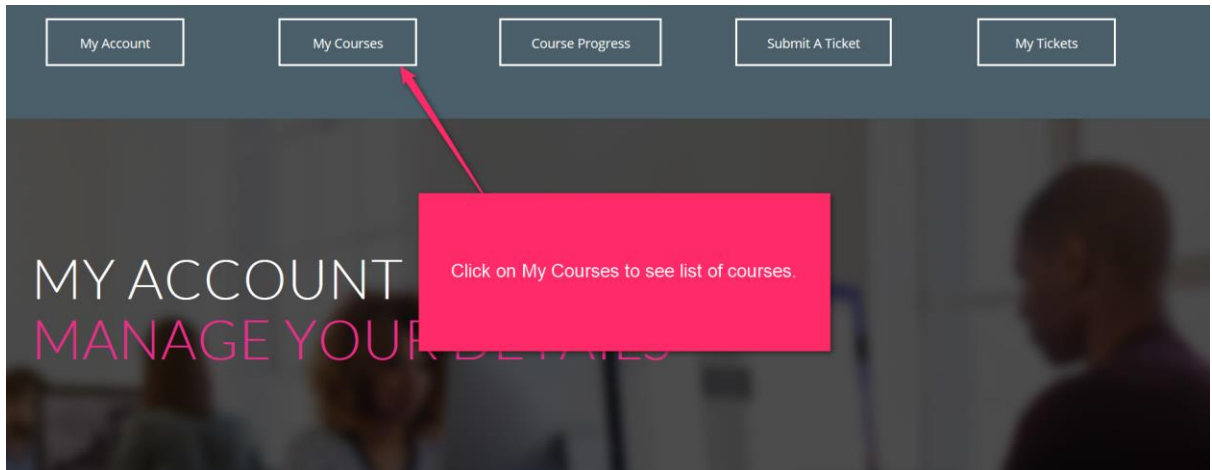 My Account
My Courses
Course Progress
Submit A Ticket
My Tickets
Click on My Courses to see list of courses.
MY ACCOUNT
MANAGE YOUR DETAILS